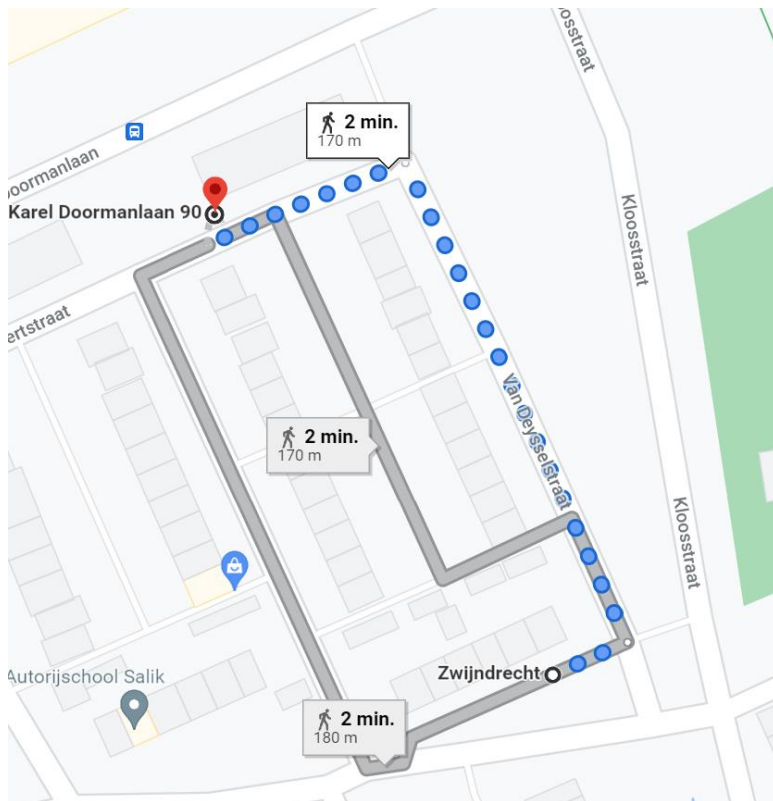 oosstraat
2 min.
170 m
oormanlaan
Karel Doormanlaan 90
Kloosstraat
ertstraat
Van Deysselstraat
2 min.
170 m
Kloosstraat
Zwijndrecht
Autorijschool Salik
2 min.
180 m